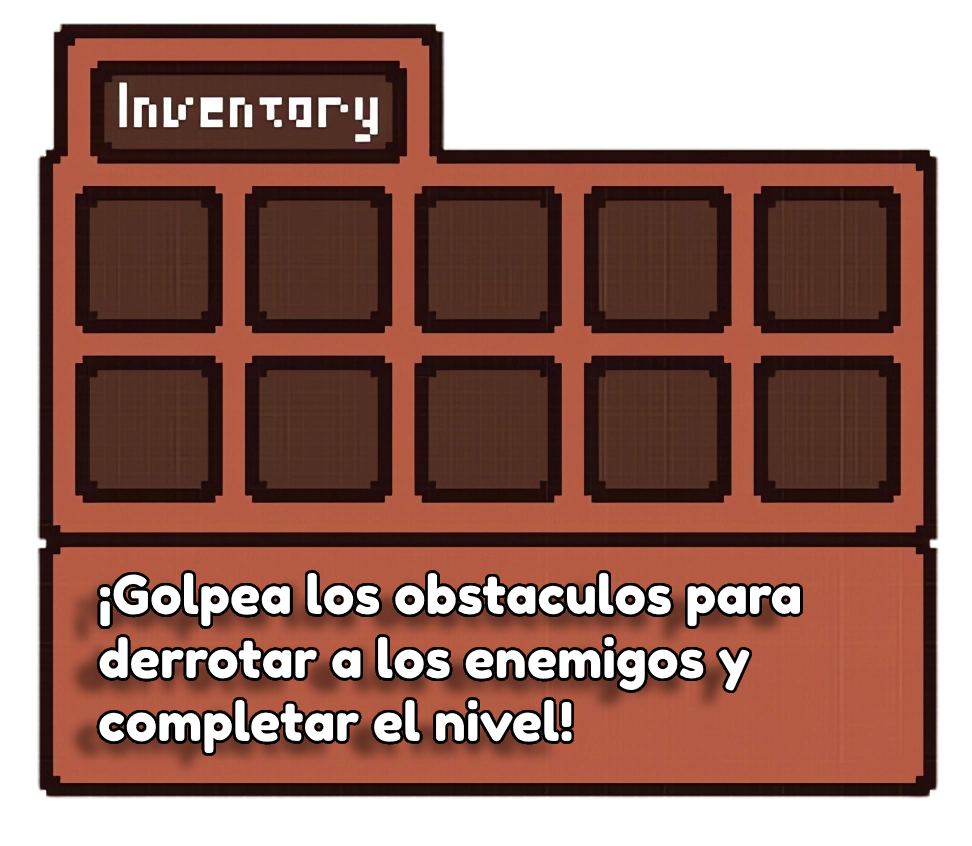 Inventory
¡Golpea los obstaculos para
derrotar a los enemigos y
completar el nivel!